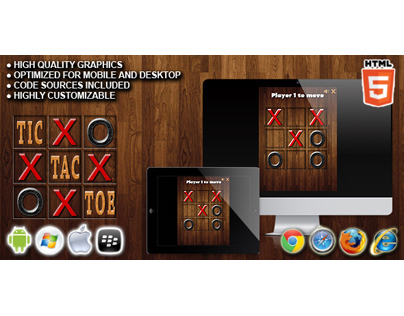 ● HIGH QUALITY GRAPHICS
● OPTIMIZED FOR MOBILE AND DESKTOP
● CODE SOURCES INCLUDED
● HIGHLY CUSTOMIZABLE
HTML
5
TIC X O
X TAC X
O X TOE
Player 1 to move
X X
X O
O O
Player 1 to move
X X
X O
O O